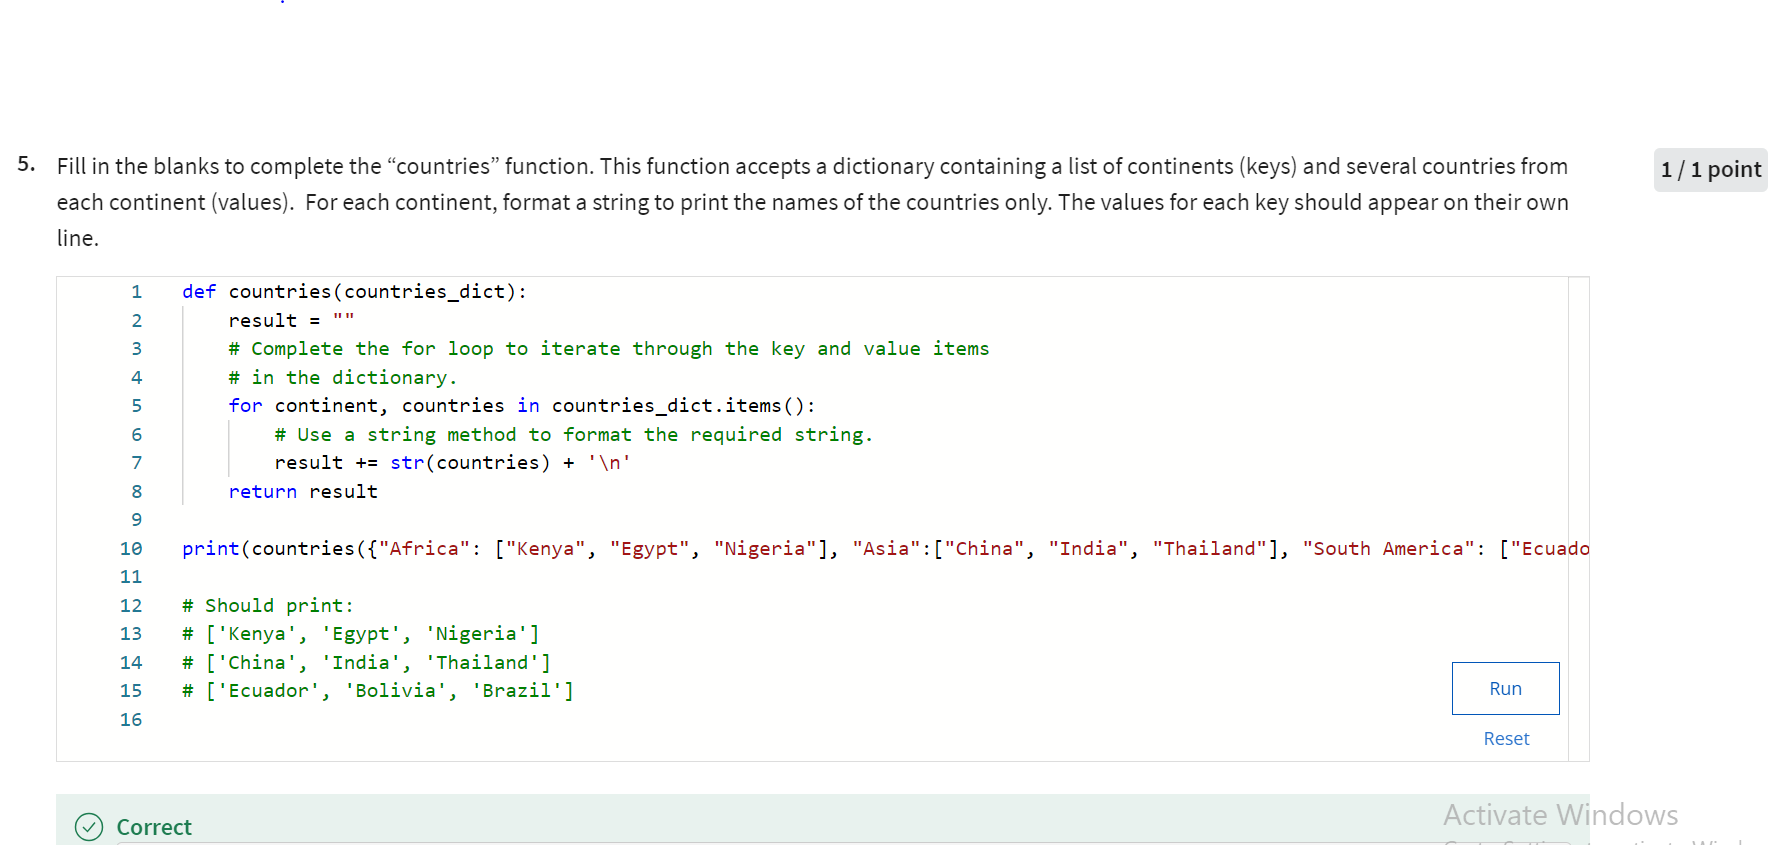 5. Fill in the blanks to complete the “countries” function. This function accepts a dictionary containing a list of continents (keys) and several countries from
each continent (values).  For each continent, format a string to print the names of the countries only. The values for each key should appear on their own
line.
1 / 1 point
1 def countries(countries_dict):
2     result = ""
3     # Complete the for loop to iterate through the key and value items
4     # in the dictionary.
5     for continent, countries in countries_dict.items():
6         # Use a string method to format the required string.
7         result += str(countries) + '\n'
8     return result
9
10 print(countries({"Africa": ["Kenya", "Egypt", "Nigeria"], "Asia":["China", "India", "Thailand"], "South America": ["Ecuado
11
12 # Should print:
13 # ['Kenya', 'Egypt', 'Nigeria']
14 # ['China', 'India', 'Thailand']
15 # ['Ecuador', 'Bolivia', 'Brazil']
16
Run
Reset
Correct
Activate Windows